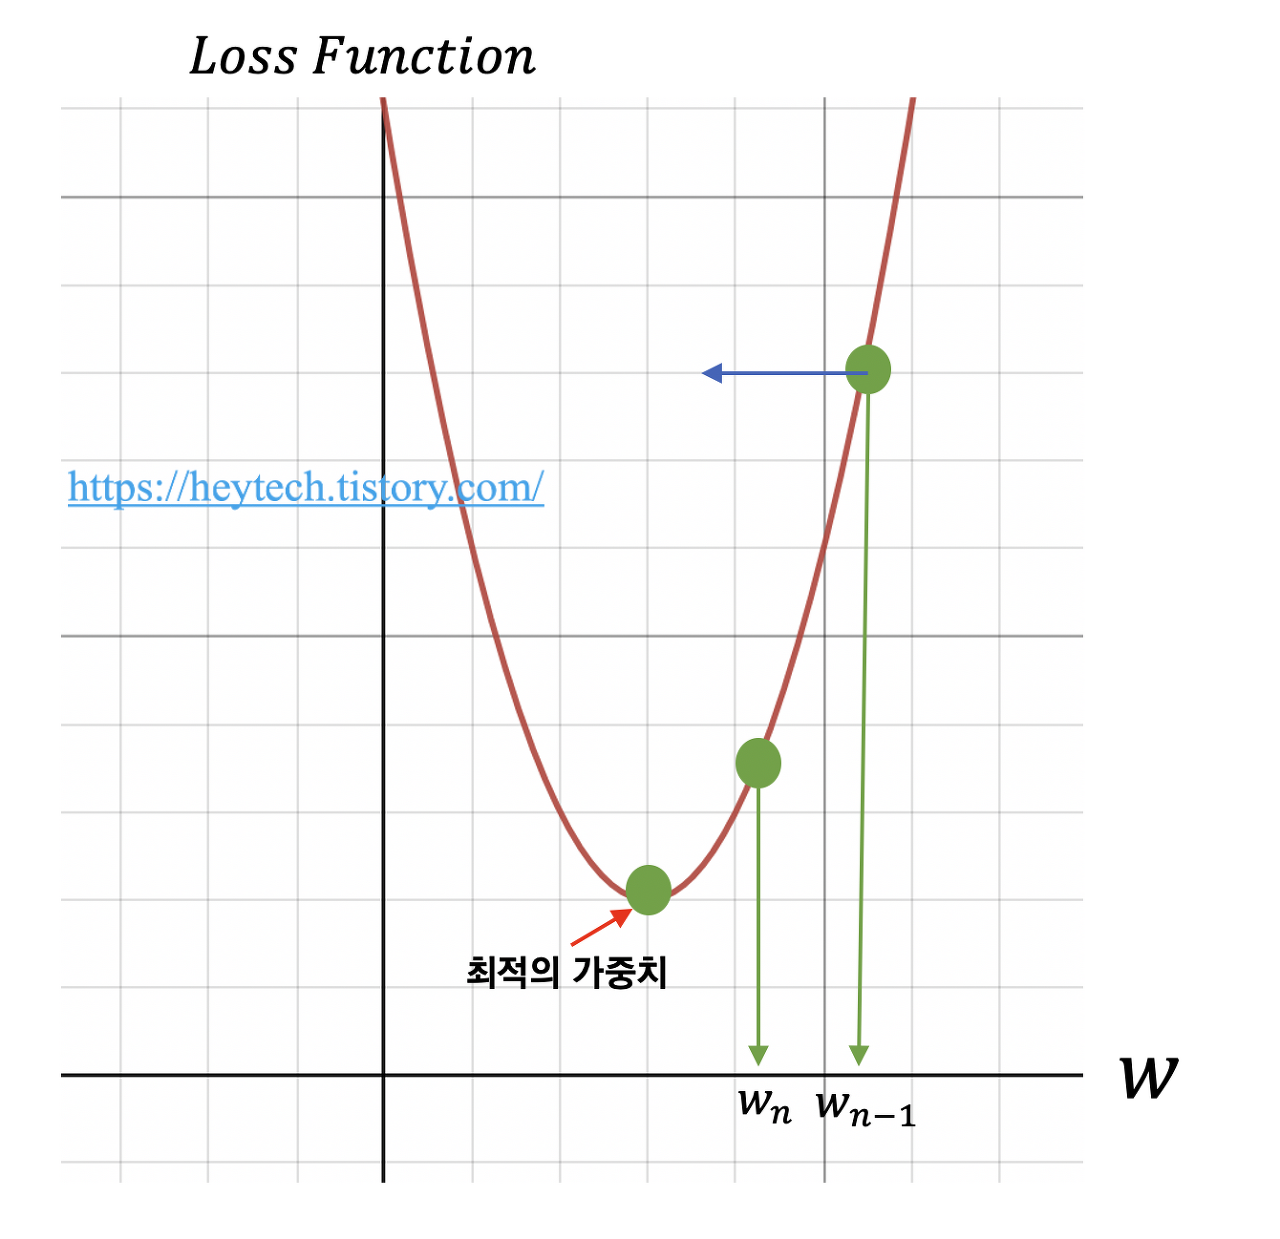 Loss Function
https://heytech.tistory.com/
최적의 가중치
w
wₙ wₙ₋₁